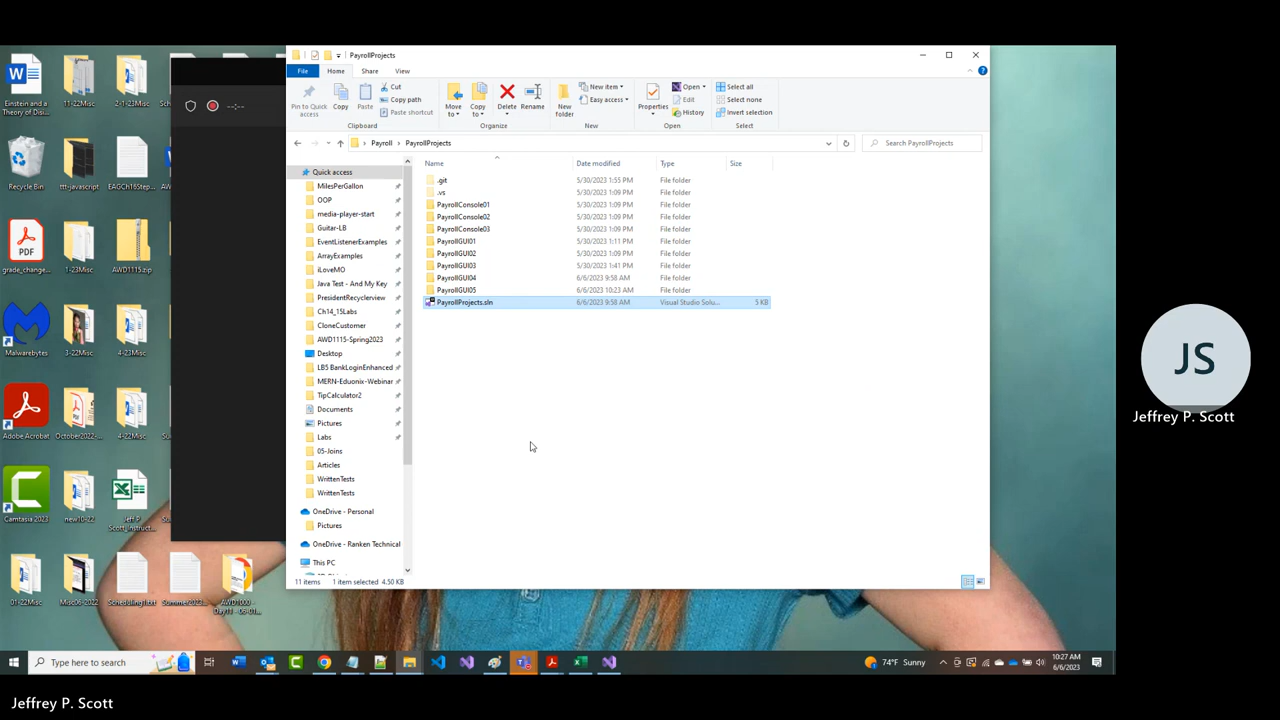 PayrollProjects
File
Home
Share
View
Pin to Quick access
Copy
Paste
Cut
Copy path
Paste shortcut
Clipboard
Move to
Copy to
Delete
Rename
Organize
New folder
New item
Easy access
New
Properties
Open
Edit
History
Open
Select all
Select none
Invert selection
Select
Payroll > PayrollProjects
Search PayrollProjects
Name Date modified Type Size
.git 5/30/2023 1:55 PM File folder
.vs 5/30/2023 1:09 PM File folder
PayrollConsole01 5/30/2023 1:09 PM File folder
PayrollConsole02 5/30/2023 1:09 PM File folder
PayrollConsole03 5/30/2023 1:09 PM File folder
PayrollGUI01 5/30/2023 1:11 PM File folder
PayrollGUI02 5/30/2023 1:09 PM File folder
PayrollGUI03 5/30/2023 1:41 PM File folder
PayrollGUI04 6/6/2023 9:58 AM File folder
PayrollGUI05 6/6/2023 10:23 AM File folder
PayrollProjects.sln 6/6/2023 9:58 AM Visual Studio Solu... 5 KB
Quick access
MilesPerGallon
OOP
media-player-start
Guitar-LB
EventListenerExamples
ArrayExamples
iLoveMO
Java Test - And My Key
PresidentRecyclerview
Ch14_15Labs
CloneCustomer
AWD1115-Spring2023
Desktop
LB5 BankLoginEnhanced
MERN-Eduonix-Webinar
TipCalculator2
Documents
Pictures
Labs
05-Joins
Articles
WrittenTests
WrittenTests
OneDrive - Personal
Pictures
OneDrive - Ranken Technical
This PC
11 items 1 item selected 4.50 KB
Einstein and a Theory of Dis...
11-22Misc
2-1-23Misc
Recycle Bin
ttt-javascript
EAGCh16Step...
grade_change...
1-23Misc
AWD1115.zip
Malwarebytes
3-22Misc
4-23Misc
Adobe Acrobat
October2022-...
4-22Misc
Camtasia 2023
new10-22
Jeff P. Scott_Instruct...
01-22Misc
Misc06-2022
Scheduling.txt
Summer2023...
AWD1000 - Day11 - 06-01...
--:--
Type here to search
74°F Sunny
10:27 AM
6/6/2023
JS
Jeffrey P. Scott
Jeffrey P. Scott